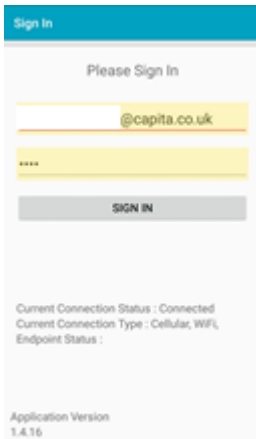 Sign In
Please Sign In
@capita.co.uk
••••
SIGN IN
Current Connection Status : Connected
Current Connection Type : Cellular, WiFi,
Endpoint Status :
Application Version
1.4.16